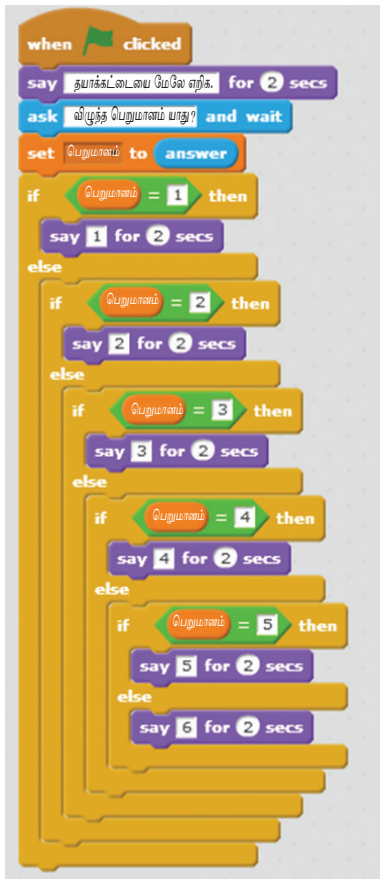 when clicked
say தயாக்கட்டையை மேலே எறிக. for 2 secs
ask விழுந்த பெறுமானம் யாது? and wait
set பெறுமானம் to answer
if பெறுமானம் = 1 then
say 1 for 2 secs
else
if பெறுமானம் = 2 then
say 2 for 2 secs
else
if பெறுமானம் = 3 then
say 3 for 2 secs
else
if பெறுமானம் = 4 then
say 4 for 2 secs
else
if பெறுமானம் = 5 then
say 5 for 2 secs
else
say 6 for 2 secs